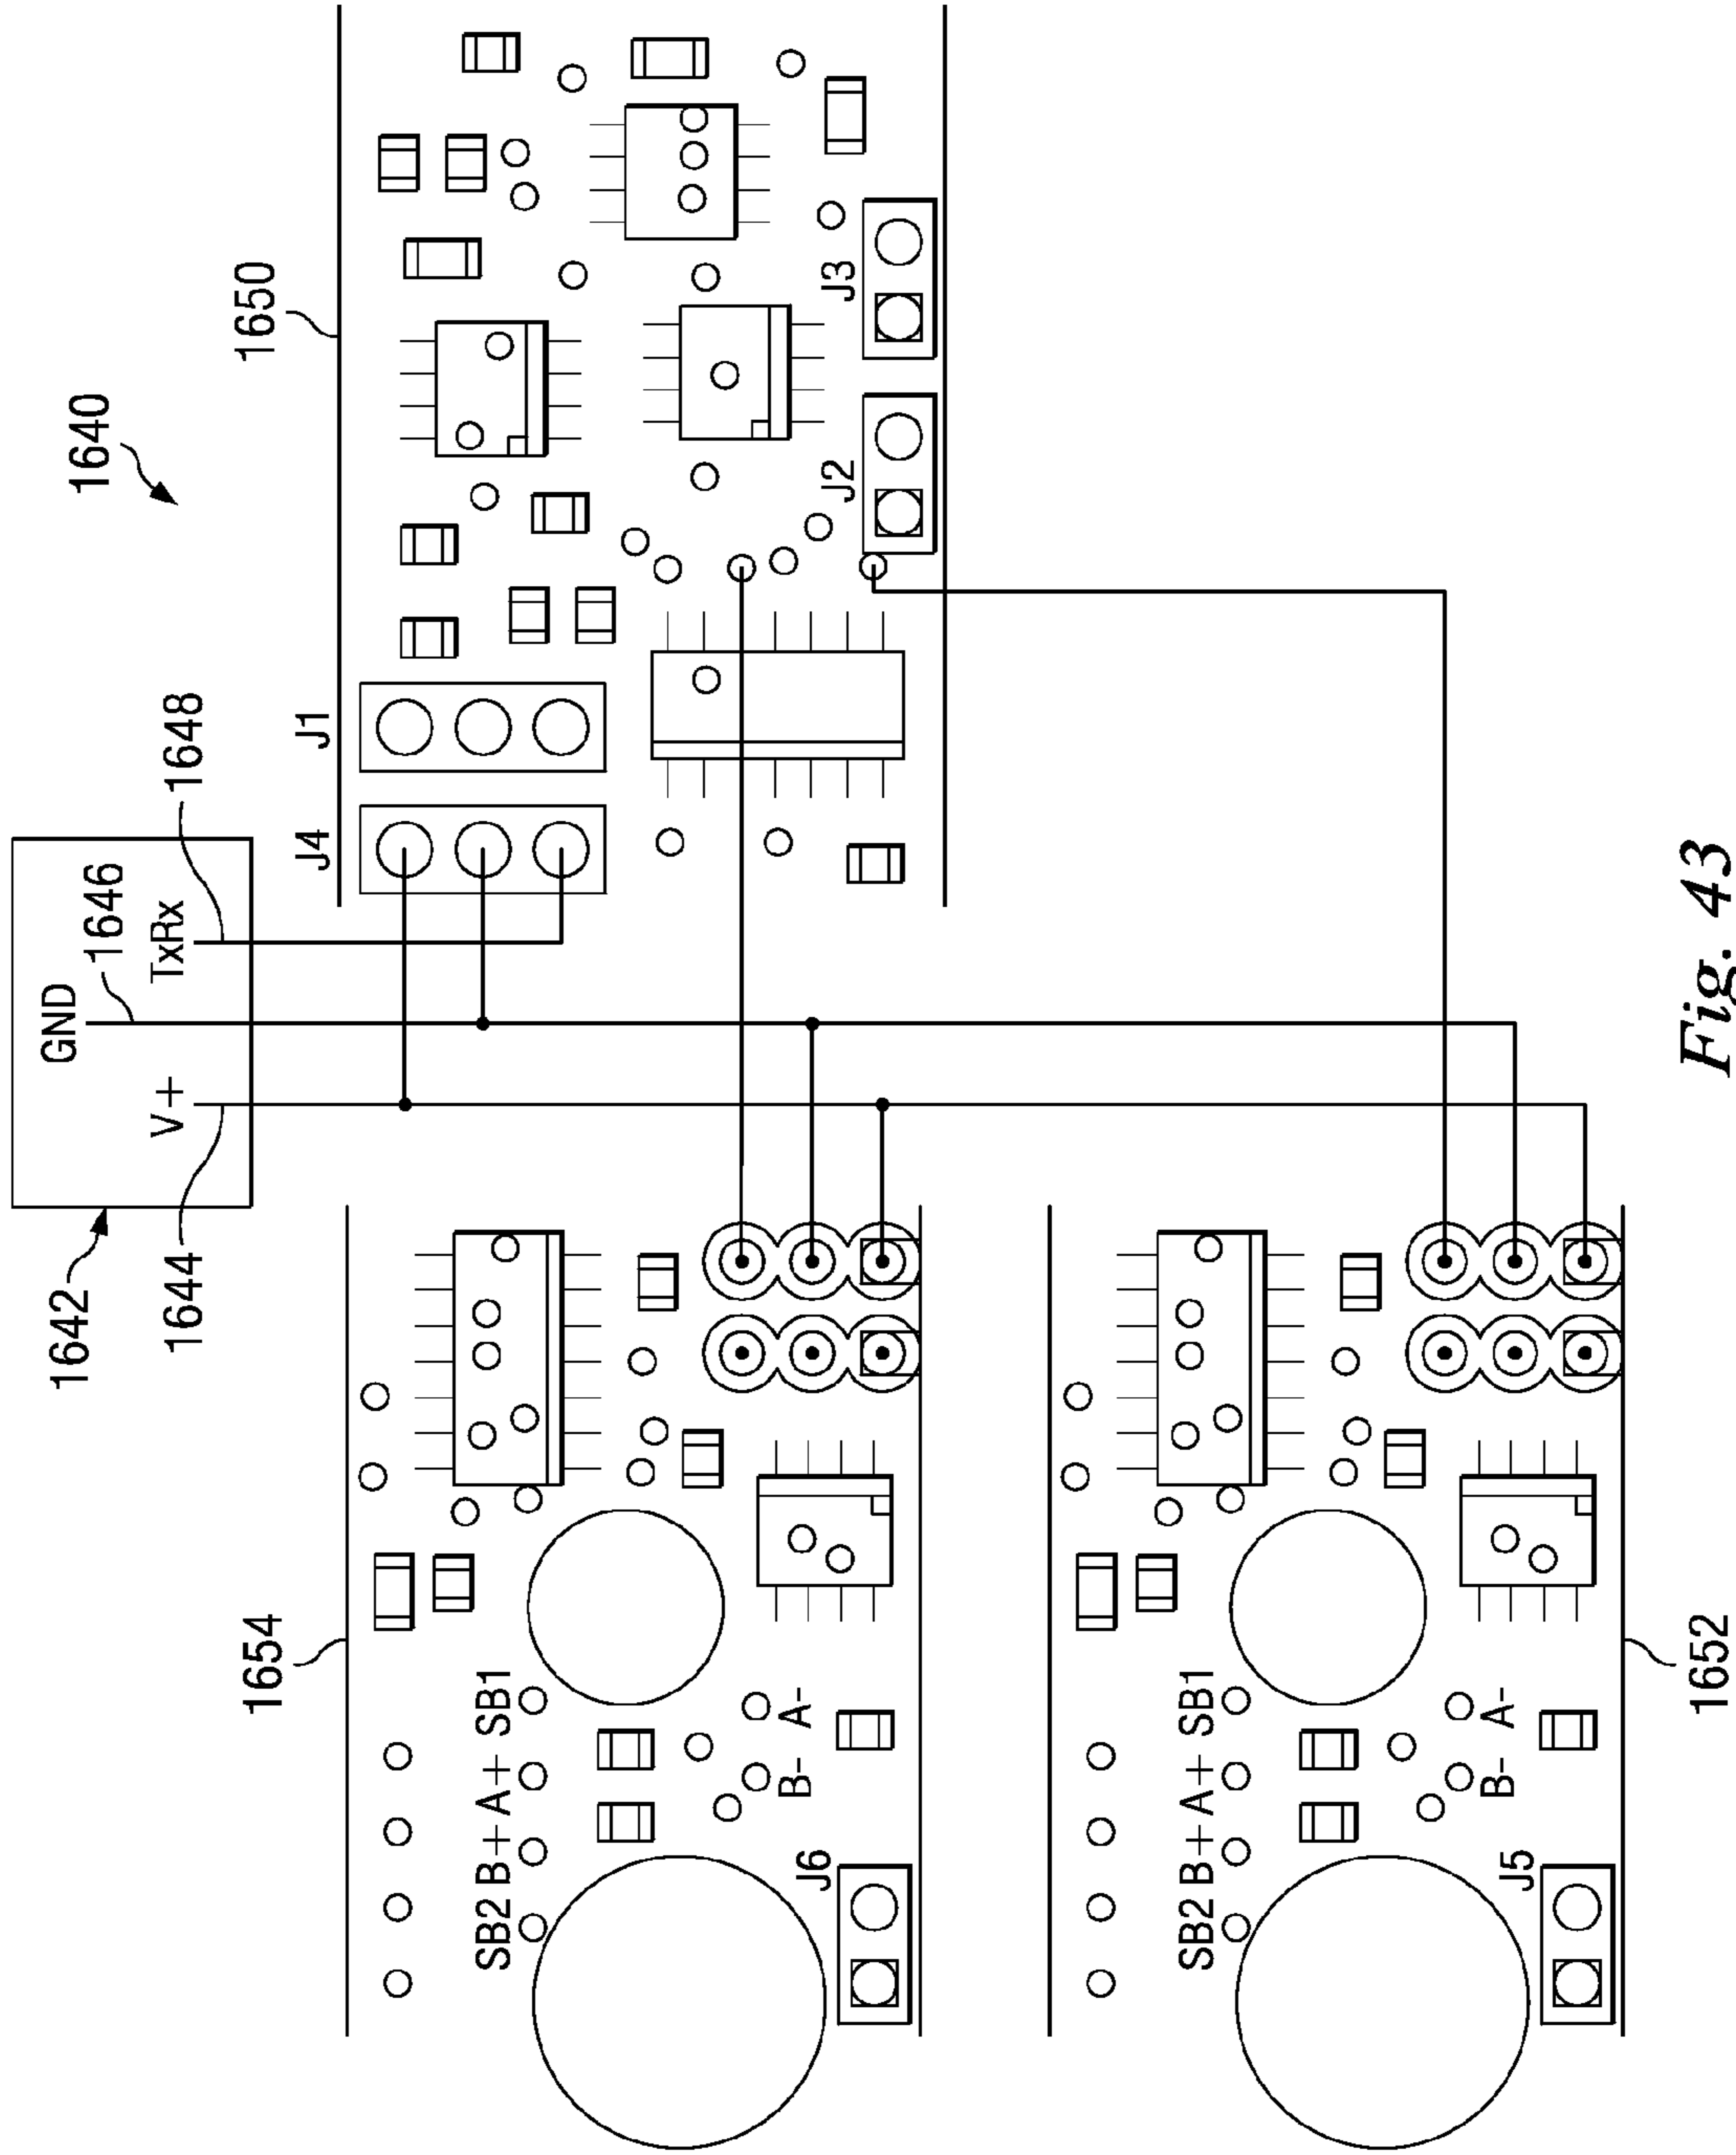 1640
1642
GND
1646
V+
TxRx
1644
1648
1650
J4
J1
J2
J3
1654
SB2 B+ A+ SB1
B- A-
J6
SB2 B+ A+ SB1
B- A-
J5
1652
Fig. 43